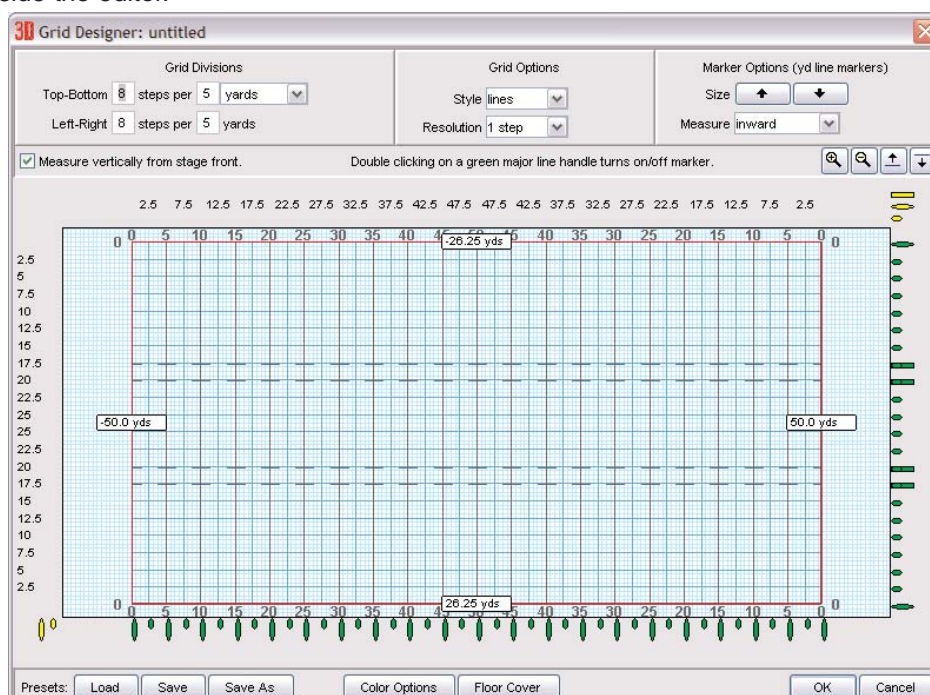 3D Grid Designer: untitled
Grid Divisions
Top-Bottom 8 steps per 5 yards
Left-Right 8 steps per 5 yards
Grid Options
Style lines
Resolution 1 step
Marker Options (yd line markers)
Size
Measure inward
Measure vertically from stage front.
Double clicking on a green major line handle turns on/off marker.
2.5 7.5 12.5 17.5 22.5 27.5 32.5 37.5 42.5 47.5 47.5 42.5 37.5 32.5 27.5 22.5 17.5 12.5 7.5 2.5
0 0 5 10 15 20 25 30 35 40 -26.25 yds 40 35 30 25 20 15 10 5 0 0
2.5
5
7.5
10
12.5
15
17.5
20
22.5
25
-50.0 yds 50.0 yds
25
22.5
20
17.5
15
12.5
10
7.5
5
2.5
0 0 5 10 15 20 25 30 35 40 26.25 yds 40 35 30 25 20 15 10 5 0 0
Presets: Load Save Save As Color Options Floor Cover OK Cancel